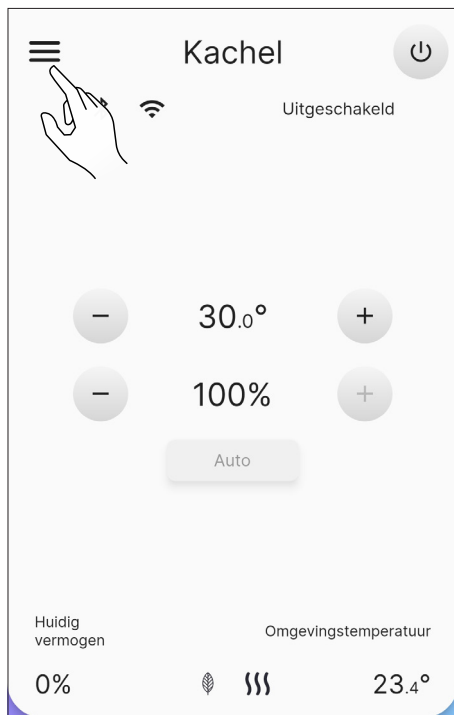 Kachel
Uitgeschakeld
30.0°
100%
Auto
Huidig
vermogen
Omgevingstemperatuur
0%
23.4°